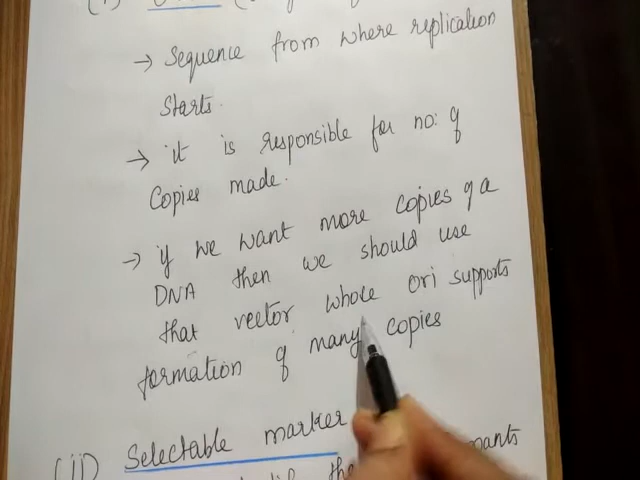 → Sequence from where replication
starts.
→ it is responsible for no: of
Copies made.
→ if we want more copies of a
DNA then we should use
that vector whose ori supports
formation of many copies
(ii) Selectable marker